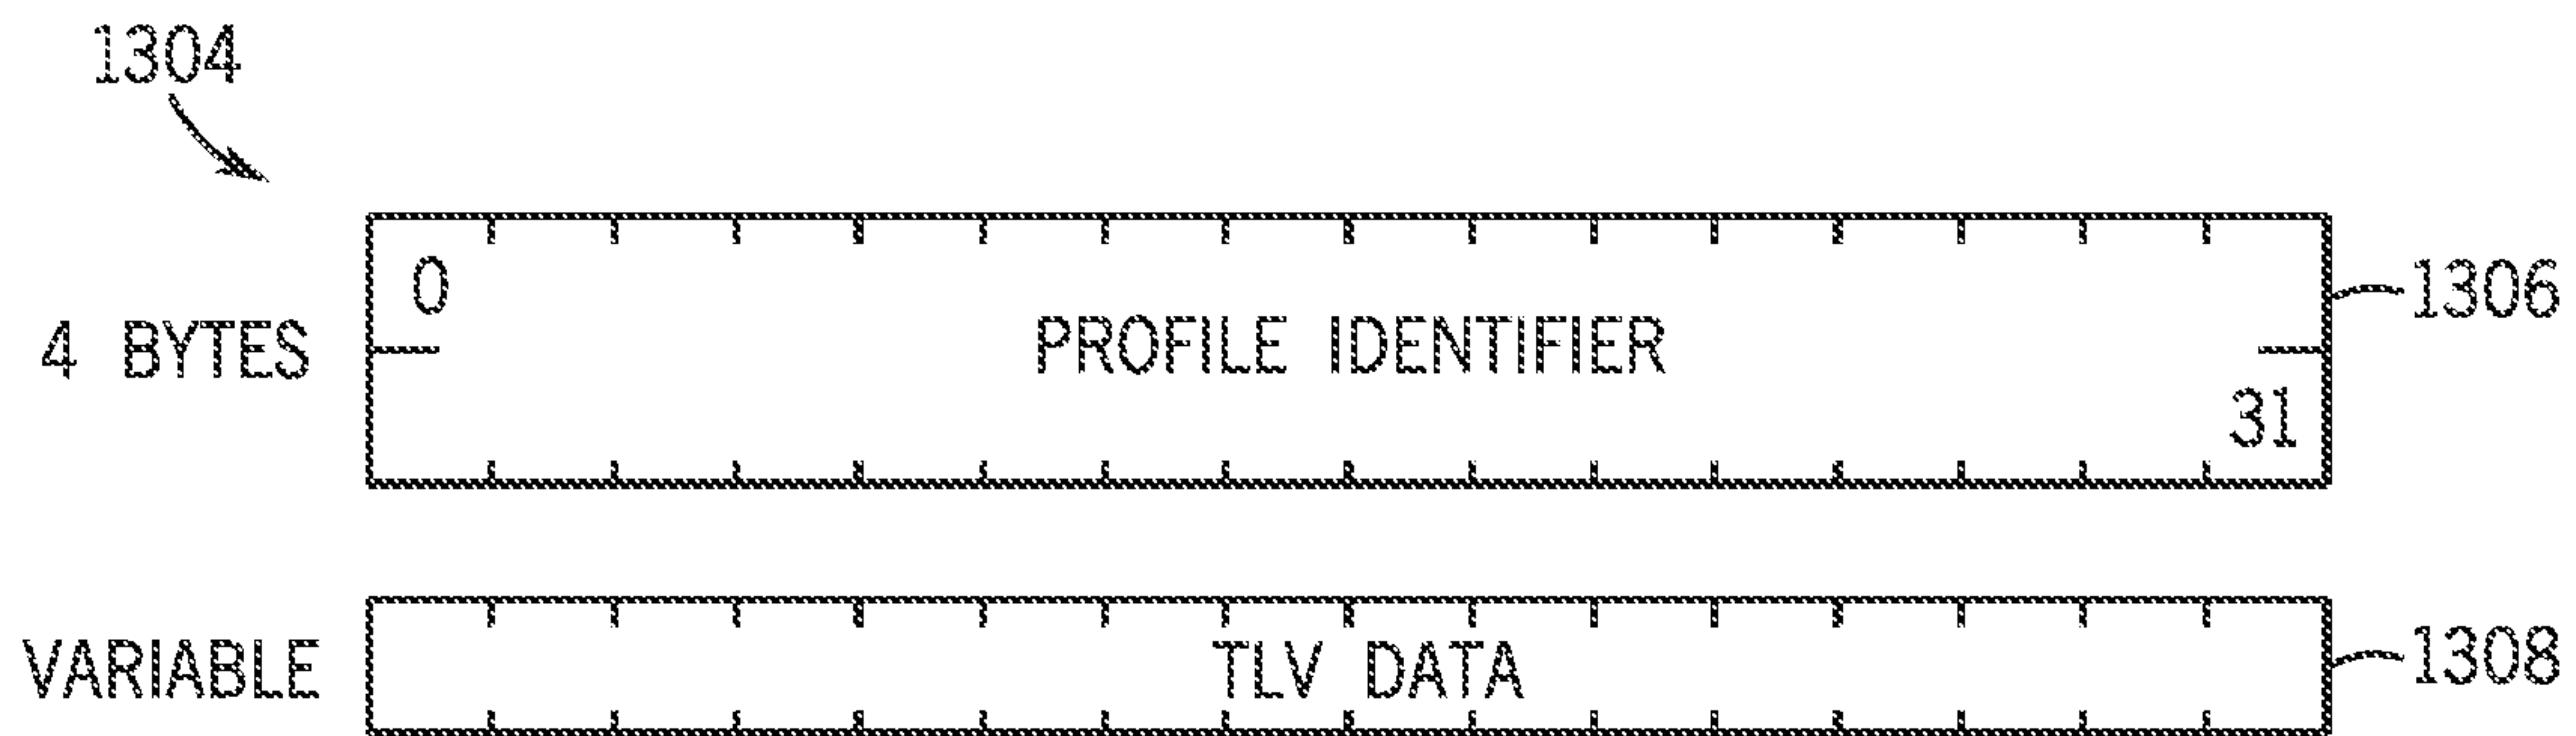 1304
0
1306
4 BYTES PROFILE IDENTIFIER
31
VARIABLE TLV DATA 1308